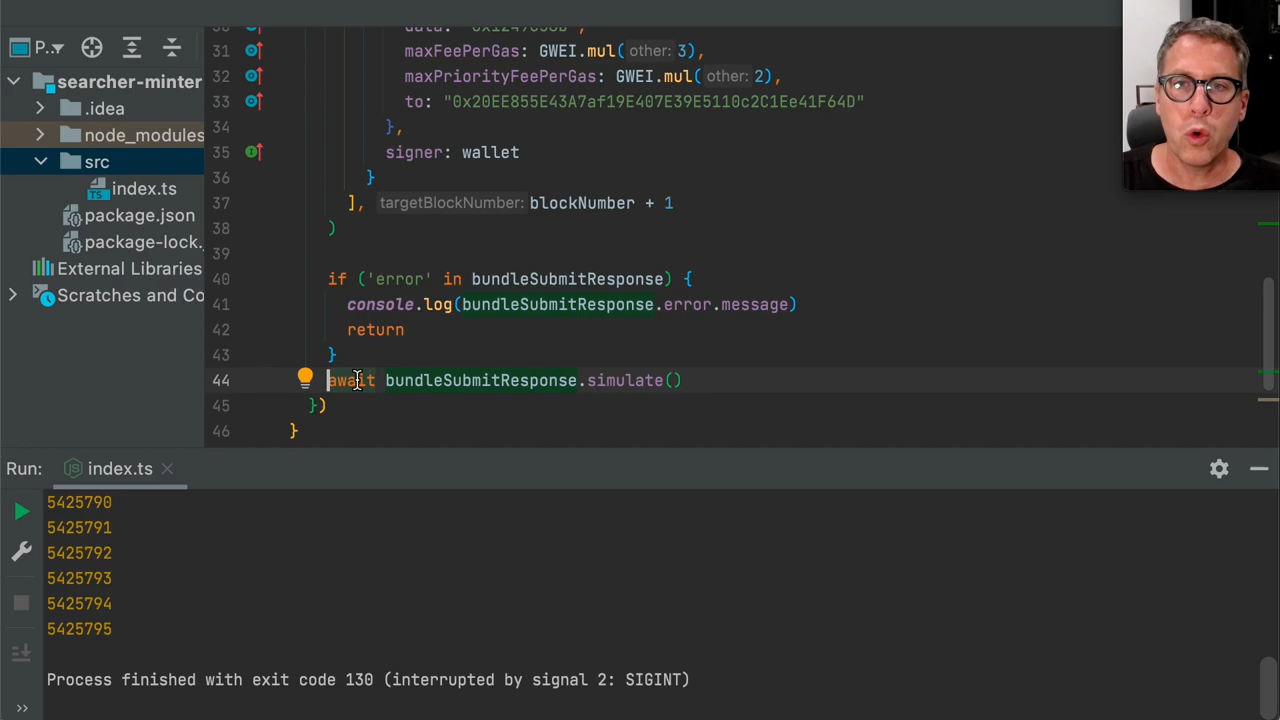 P...
searcher-minter
.idea
node_modules
src
index.ts
package.json
package-lock.
External Libraries
Scratches and Co
31 maxFeePerGas: GWEI.mul( other: 3),
32 maxPriorityFeePerGas: GWEI.mul( other: 2),
33 to: "0x20EE855E43A7af19E407E39E5110c2C1Ee41F64D"
34 },
35 signer: wallet
36 }
37 ], targetBlockNumber: blockNumber + 1
38 )
39
40 if ('error' in bundleSubmitResponse) {
41 console.log(bundleSubmitResponse.error.message)
42 return
43 }
44 await bundleSubmitResponse.simulate()
45 })
46 }
Run: index.ts
5425790
5425791
5425792
5425793
5425794
5425795
Process finished with exit code 130 (interrupted by signal 2: SIGINT)